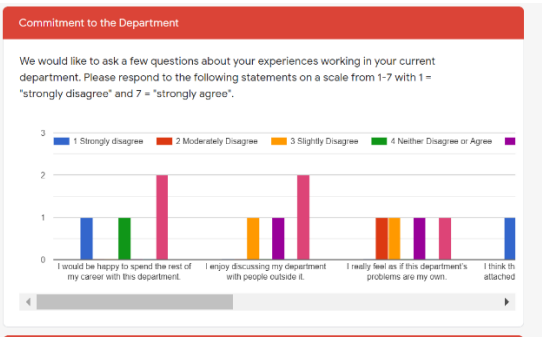 Commitment to the Department
We would like to ask a few questions about your experiences working in your current
department. Please respond to the following statements on a scale from 1-7 with 1 =
"strongly disagree" and 7 = "strongly agree".
3
1 Strongly disagree 2 Moderately Disagree 3 Slightly Disagree 4 Neither Disagree or Agree
2
1
0
I would be happy to spend the rest of
my career with this department.
I enjoy discussing my department
with people outside it.
I really feel as if this department's
problems are my own.
I think th
attached